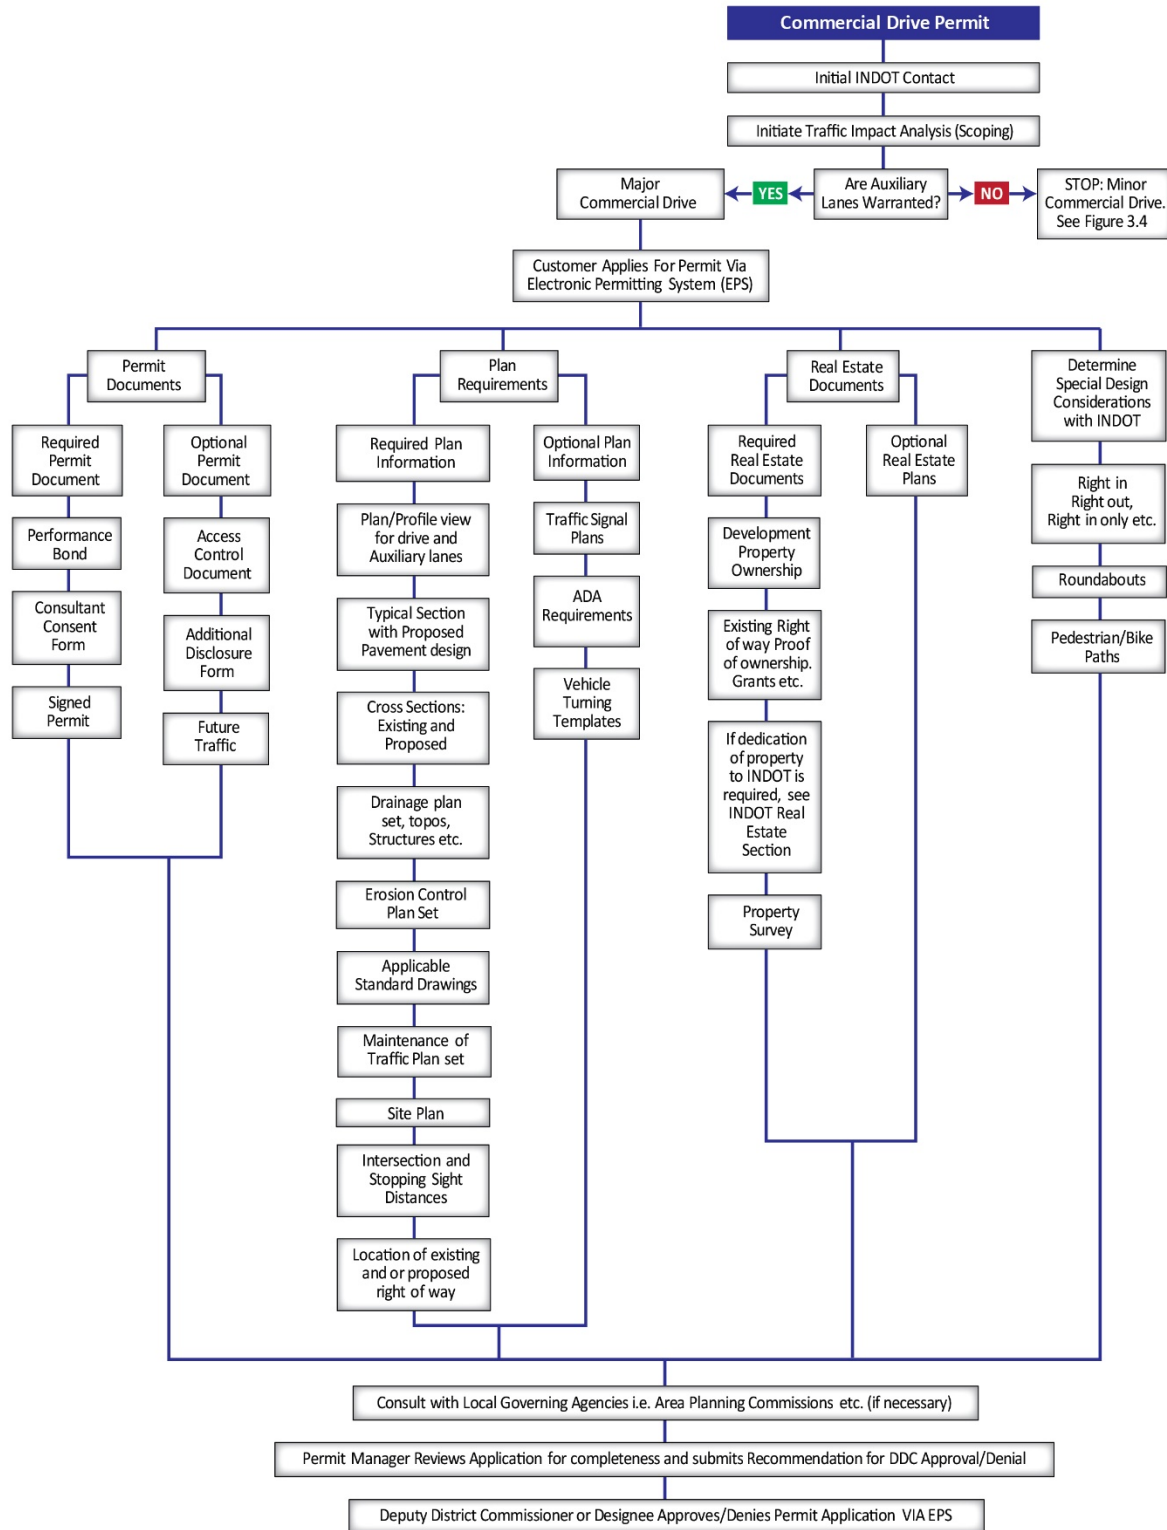 Commercial Drive Permit
Initial INDOT Contact
Initiate Traffic Impact Analysis (Scoping)
Major
Commercial Drive
YES
Are Auxiliary
Lanes Warranted?
NO
STOP: Minor
Commercial Drive.
See Figure 3.4
Customer Applies For Permit Via
Electronic Permitting System (EPS)
Permit
Documents
Required
Permit
Document
Performance
Bond
Consultant
Consent
Form
Signed
Permit
Optional
Permit
Document
Access
Control
Document
Additional
Disclosure
Form
Future
Traffic
Plan
Requirements
Required Plan
Information
Plan/Profile view
for drive and
Auxiliary lanes
Typical Section
with Proposed
Pavement design
Cross Sections:
Existing and
Proposed
Drainage plan
set, topos,
Structures etc.
Erosion Control
Plan Set
Applicable
Standard Drawings
Maintenance of
Traffic Plan set
Site Plan
Intersection and
Stopping Sight
Distances
Location of existing
and or proposed
right of way
Optional Plan
Information
Traffic Signal
Plans
ADA
Requirements
Vehicle
Turning
Templates
Real Estate
Documents
Required
Real Estate
Documents
Development
Property
Ownership
Existing Right
of way Proof
of ownership.
Grants etc.
If dedication
of property
to INDOT is
required, see
INDOT Real
Estate
Section
Property
Survey
Optional
Real Estate
Plans
Determine
Special Design
Considerations
with INDOT
Right in
Right out,
Right in only etc.
Roundabouts
Pedestrian/Bike
Paths
Consult with Local Governing Agencies i.e. Area Planning Commissions etc. (if necessary)
Permit Manager Reviews Application for completeness and submits Recommendation for DDC Approval/Denial
Deputy District Commissioner or Designee Approves/Denies Permit Application VIA EPS